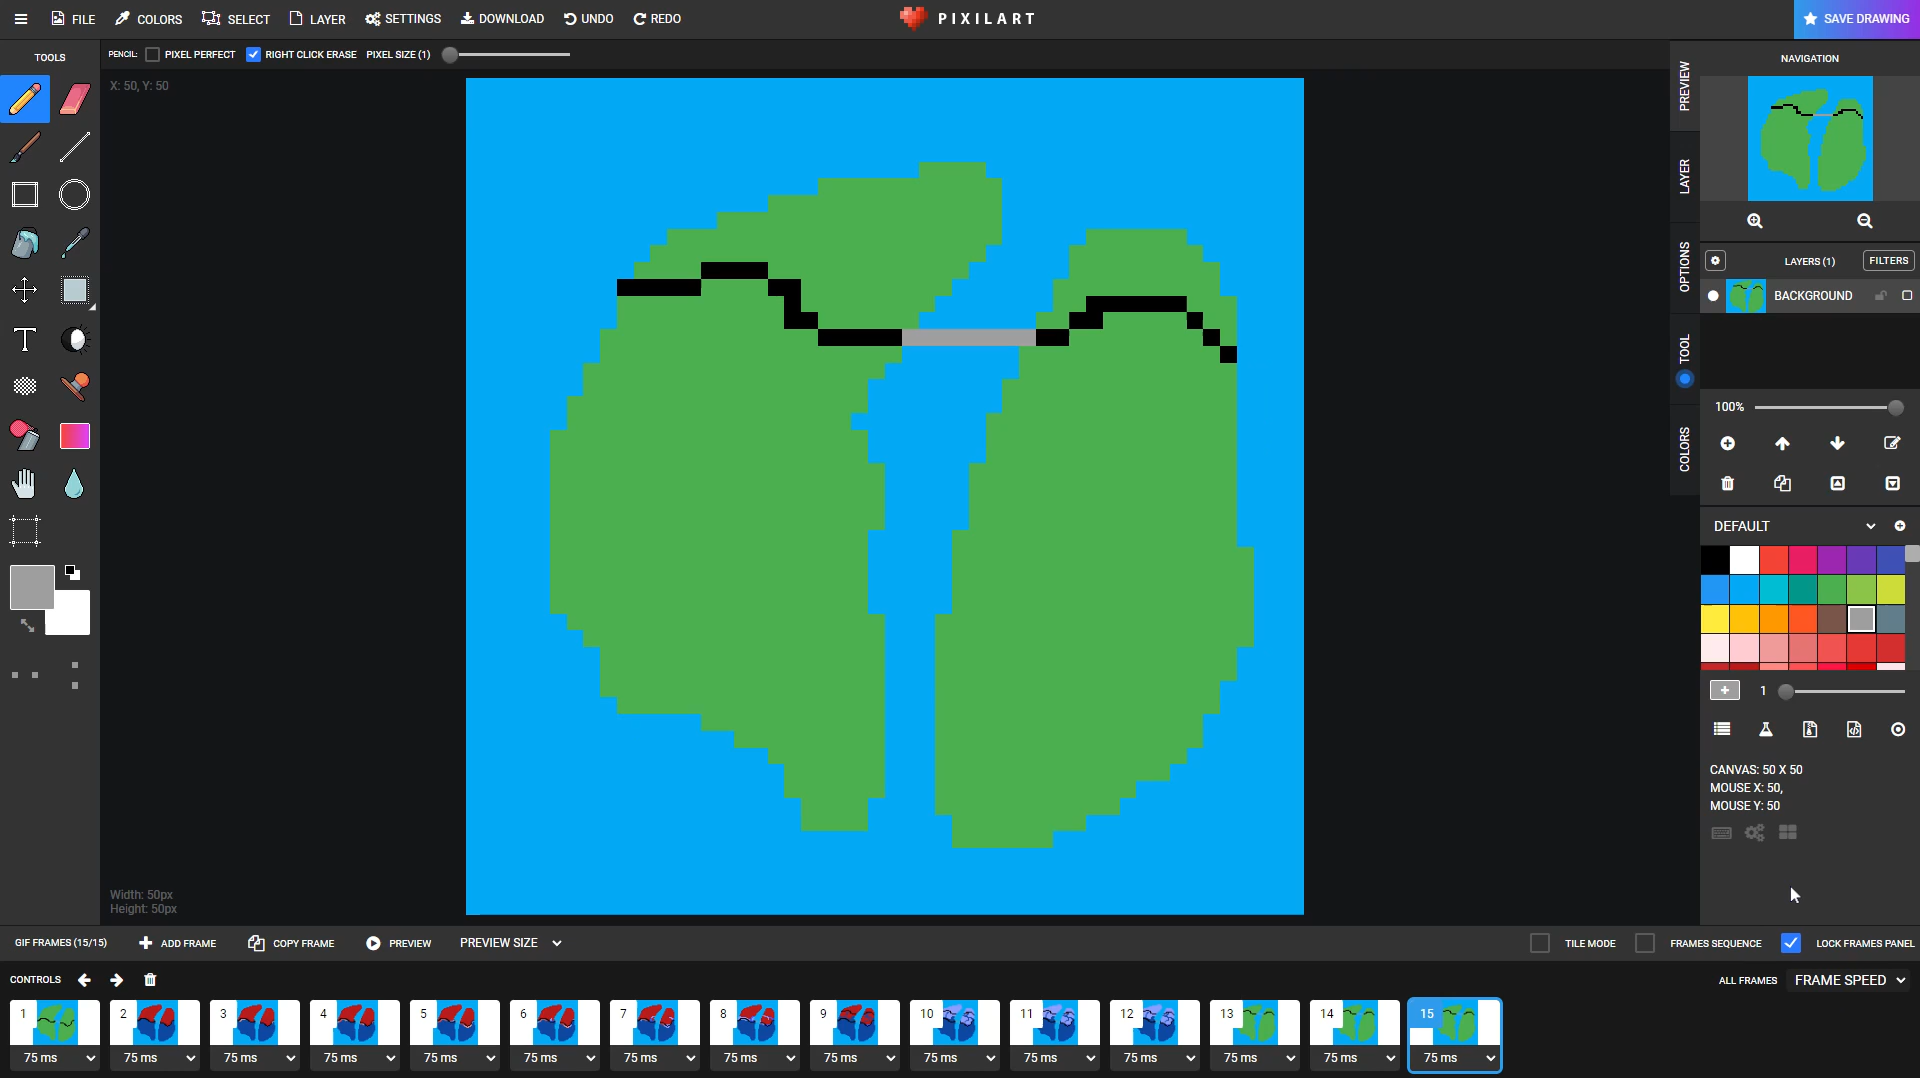 FILE COLORS SELECT LAYER SETTINGS DOWNLOAD UNDO REDO PIXILART SAVE DRAWING
TOOLS
PENCIL: PIXEL PERFECT RIGHT CLICK ERASE PIXEL SIZE (1)
X: 50, Y: 50
Width: 50px
Height: 50px
PREVIEW
LAYER
OPTIONS
TOOL
COLORS
NAVIGATION
LAYERS (1) FILTERS
BACKGROUND
100%
DEFAULT
1
CANVAS: 50 X 50
MOUSE X: 50,
MOUSE Y: 50
GIF FRAMES (15/15) ADD FRAME COPY FRAME PREVIEW PREVIEW SIZE TILE MODE FRAMES SEQUENCE LOCK FRAMES PANEL
CONTROLS ALL FRAMES FRAME SPEED
1 2 3 4 5 6 7 8 9 10 11 12 13 14 15
75 ms 75 ms 75 ms 75 ms 75 ms 75 ms 75 ms 75 ms 75 ms 75 ms 75 ms 75 ms 75 ms 75 ms 75 ms